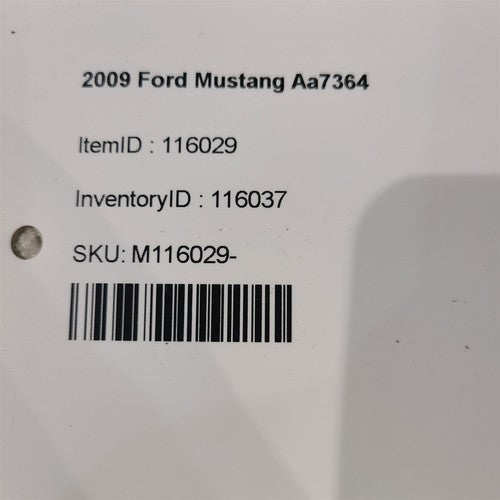 2009 Ford Mustang Aa7364
ItemID : 116029
InventoryID : 116037
SKU: M116029-